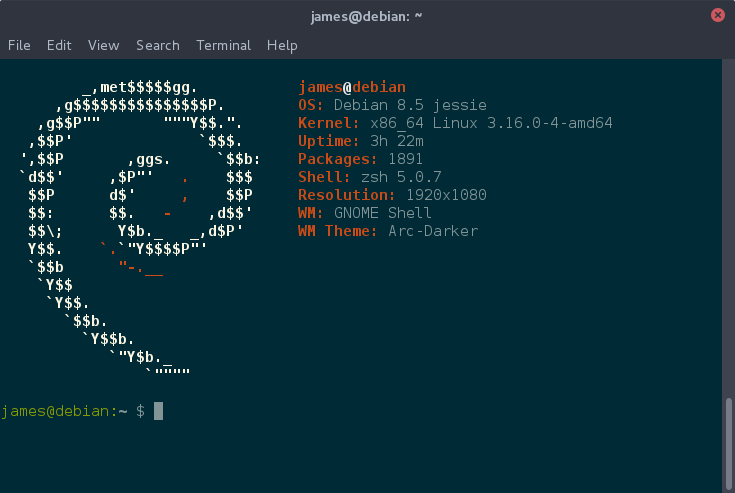 james@debian: ~
File Edit View Search Terminal Help
         _,met$$$$$gg.           james@debian
      ,g$$$$$$$$$$$$$$$P.        OS: Debian 8.5 jessie
    ,g$$P""       """Y$$.".      Kernel: x86_64 Linux 3.16.0-4-amd64
   ,$$P'              `$$$.      Uptime: 3h 22m
  ',$$P       ,ggs.     `$$b:    Packages: 1891
  `d$$'     ,$P"'   .    $$$     Shell: zsh 5.0.7
   $$P      d$'     ,    $$P     Resolution: 1920x1080
   $$:      $$.   -    ,d$$'     WM: GNOME Shell
   $$\;      Y$b._   _,d$P'      WM Theme: Arc-Darker
   Y$$.    `.`"Y$$$$P"'
   `$$b      "-.__
    `Y$$
     `Y$$.
       `$$b.
         `Y$$b.
            `"Y$b._
                `""""
james@debian:~ $